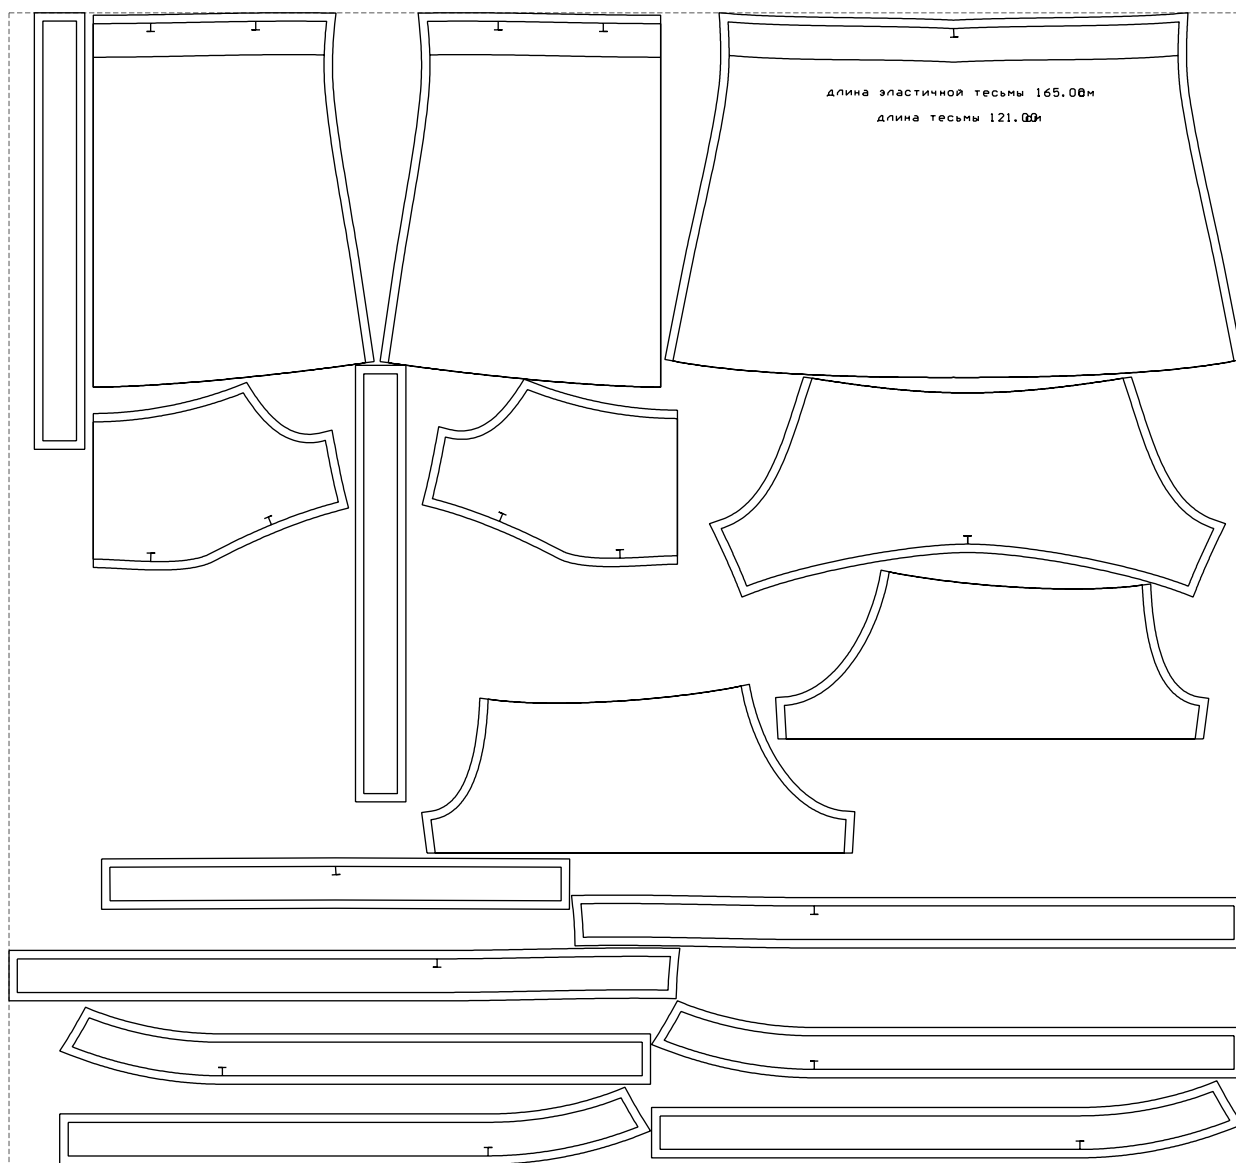 длина эластичной тесьмы 165.00м
длина тесьмы 121.00м